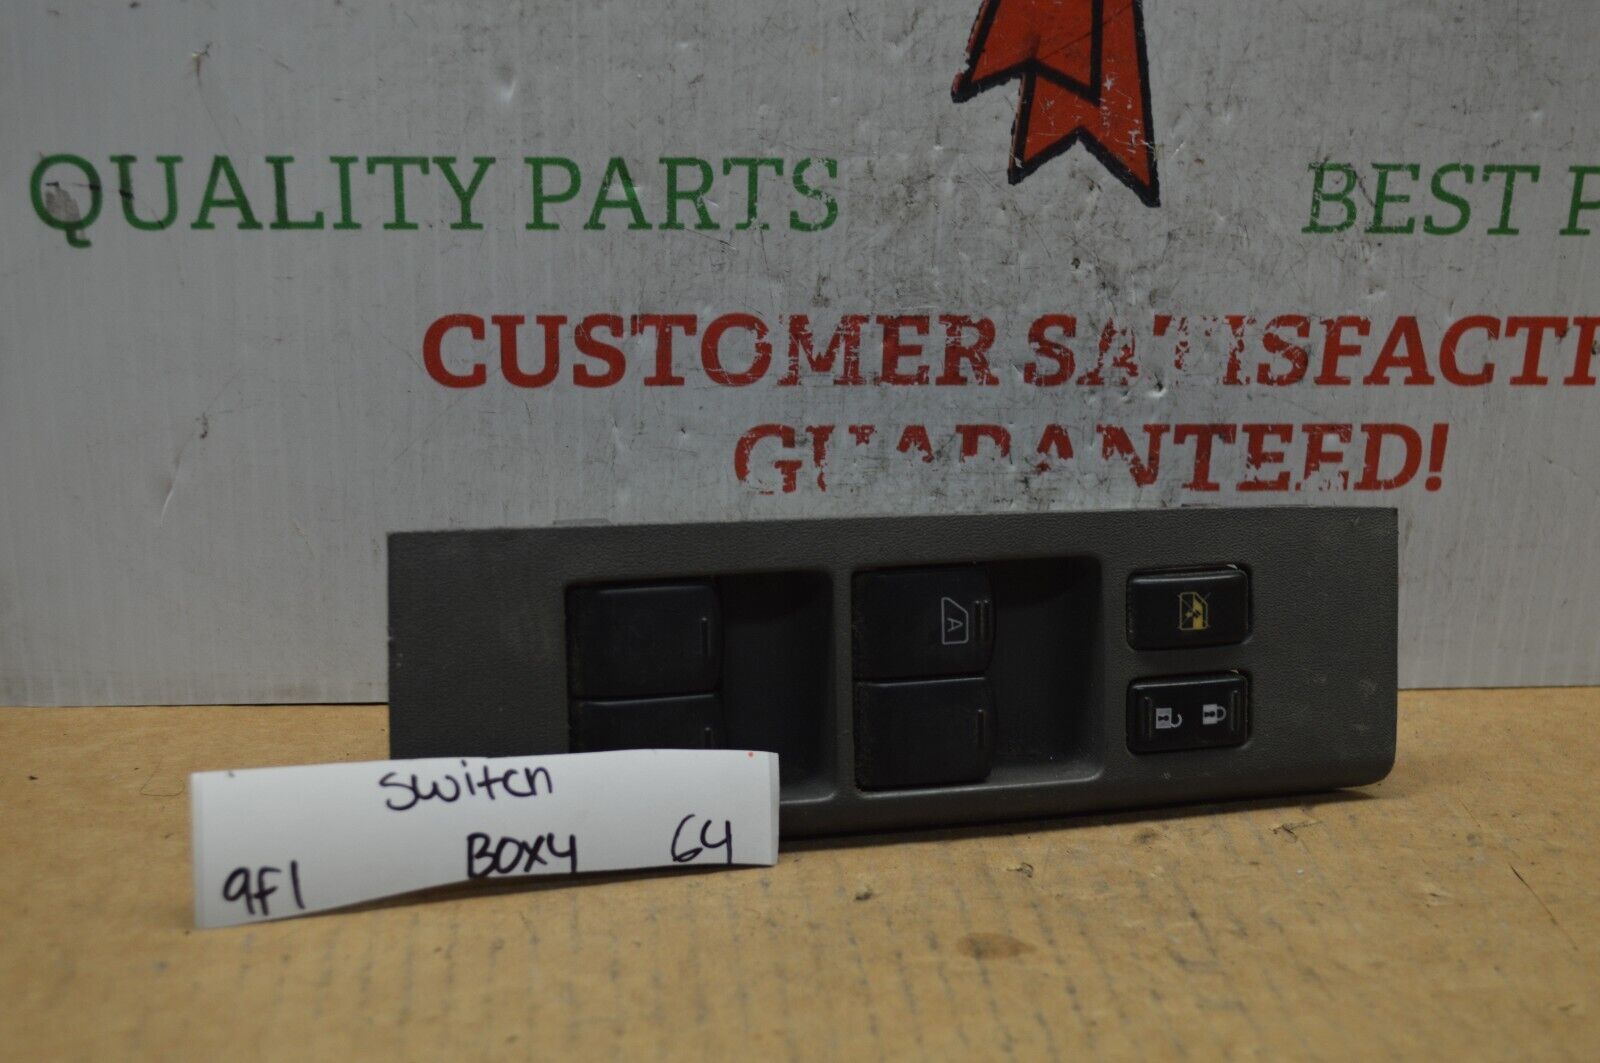 QUALITY PARTS
BEST P
CUSTOMER SATISFACTI
GUARANTEED!
A
Switch
BOX4 64
9F1